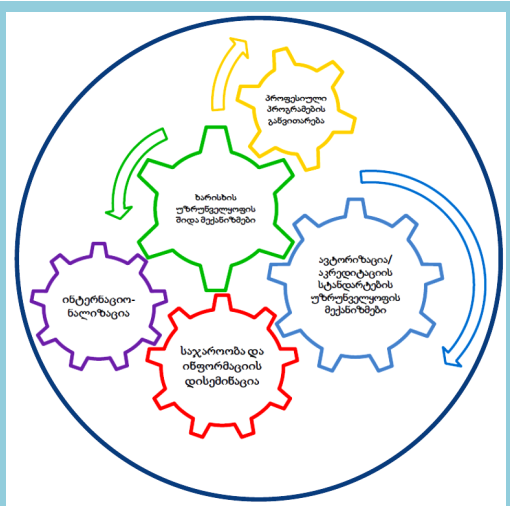 პროფესიული
პროგრამების
განვითარება
ხარისხის
უზრუნველყოფის
შიდა მექანიზმები
ავტორიზაცია/
აკრედიტაციის
სტანდარტების
უზრუნველყოფის
მექანიზმები
ინტერნაციო-
ნალიზაცია
საჯაროობა და
ინფორმაციის
დისემინაცია